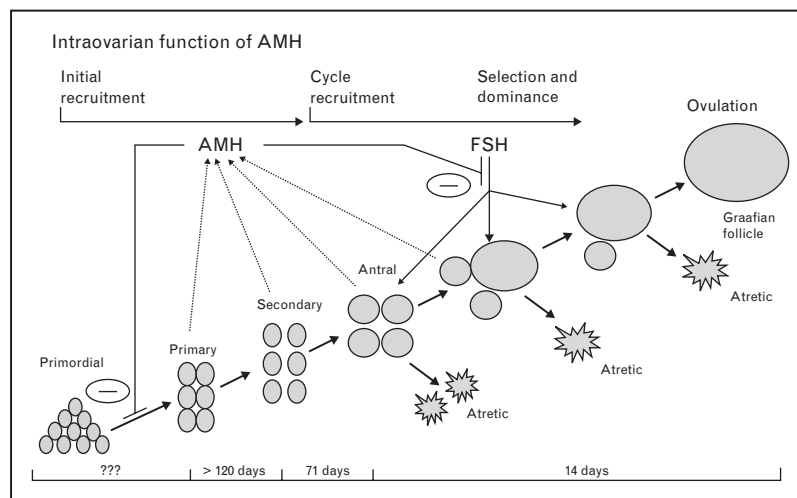 Intraovarian function of AMH
Initial
recruitment
Cycle
recruitment
Selection and
dominance
Ovulation
AMH
FSH
−
Graafian
follicle
Antral
Atretic
Secondary
Primary
Atretic
Primordial
−
Atretic
???
> 120 days
71 days
14 days